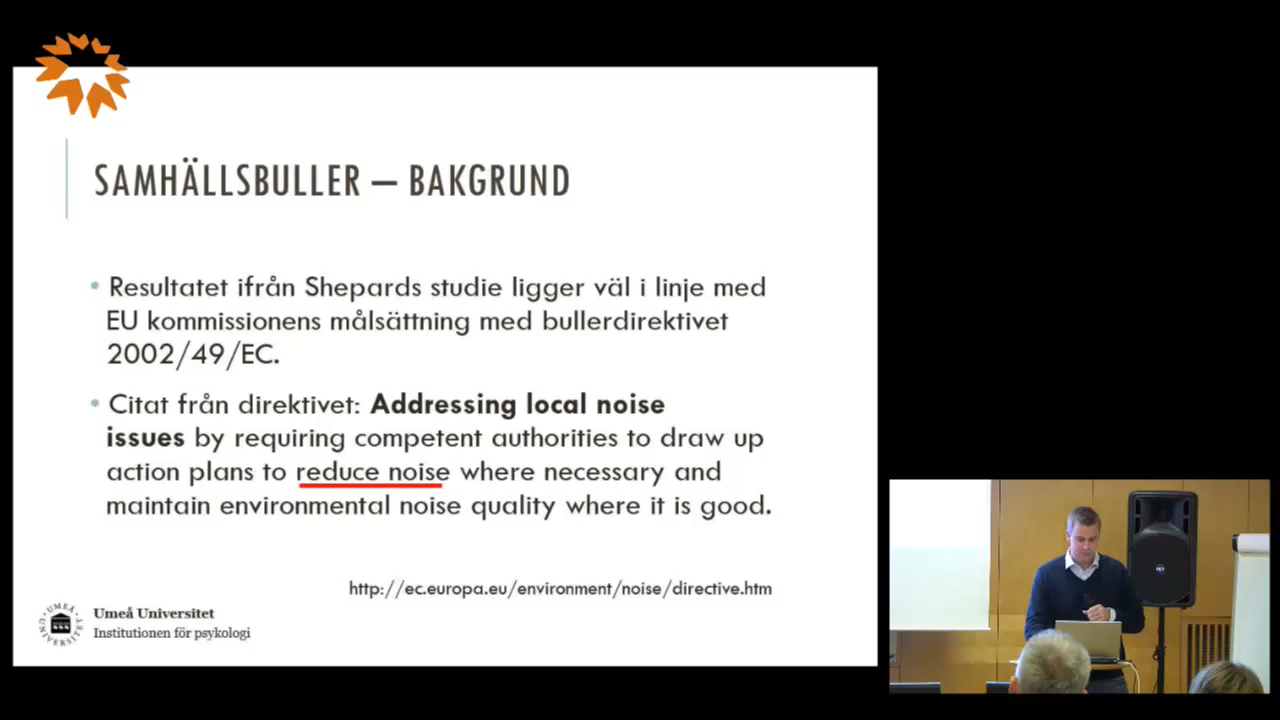 SAMHÄLLSBULLER – BAKGRUND
• Resultatet ifrån Shepards studie ligger väl i linje med
EU kommissionens målsättning med bullerdirektivet
2002/49/EC.
• Citat från direktivet: Addressing local noise
issues by requiring competent authorities to draw up
action plans to reduce noise where necessary and
maintain environmental noise quality where it is good.
http://ec.europa.eu/environment/noise/directive.htm
UMEÅ UNIVERSITET
Umeå Universitet
Institutionen för psykologi